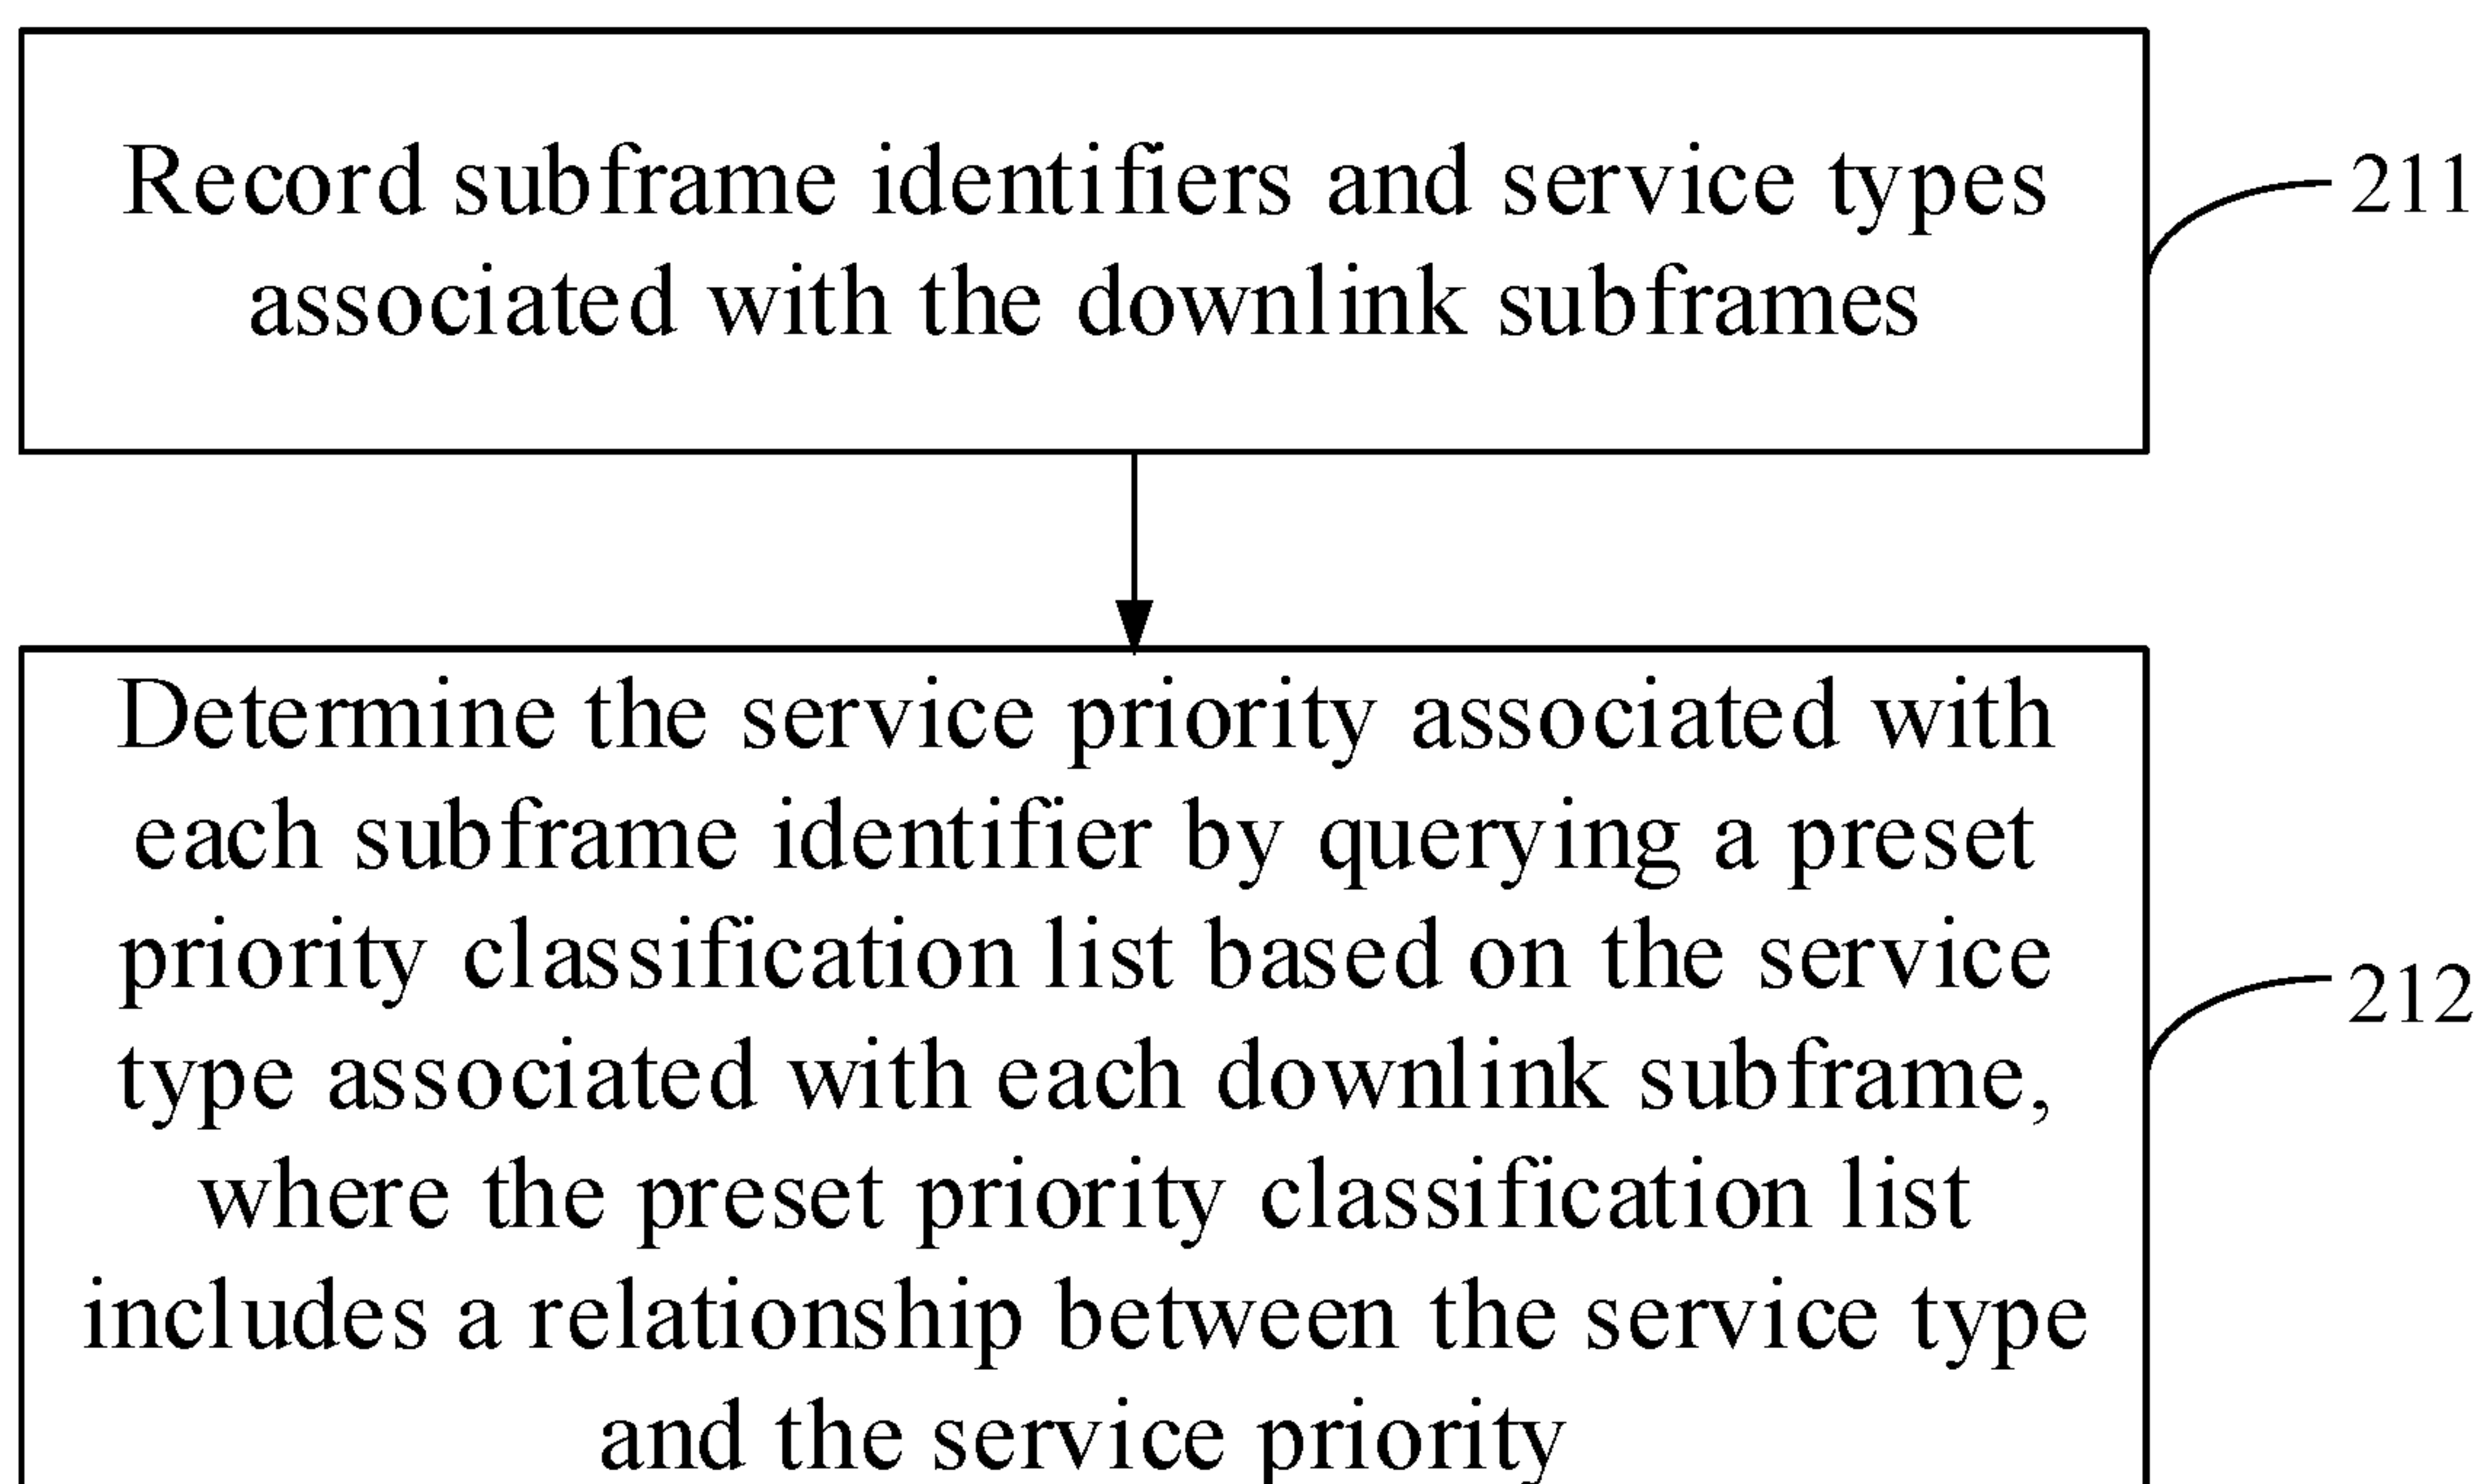 Record subframe identifiers and service types
associated with the downlink subframes
211
Determine the service priority associated with
each subframe identifier by querying a preset
priority classification list based on the service
type associated with each downlink subframe,
where the preset priority classification list
includes a relationship between the service type
and the service priority
212